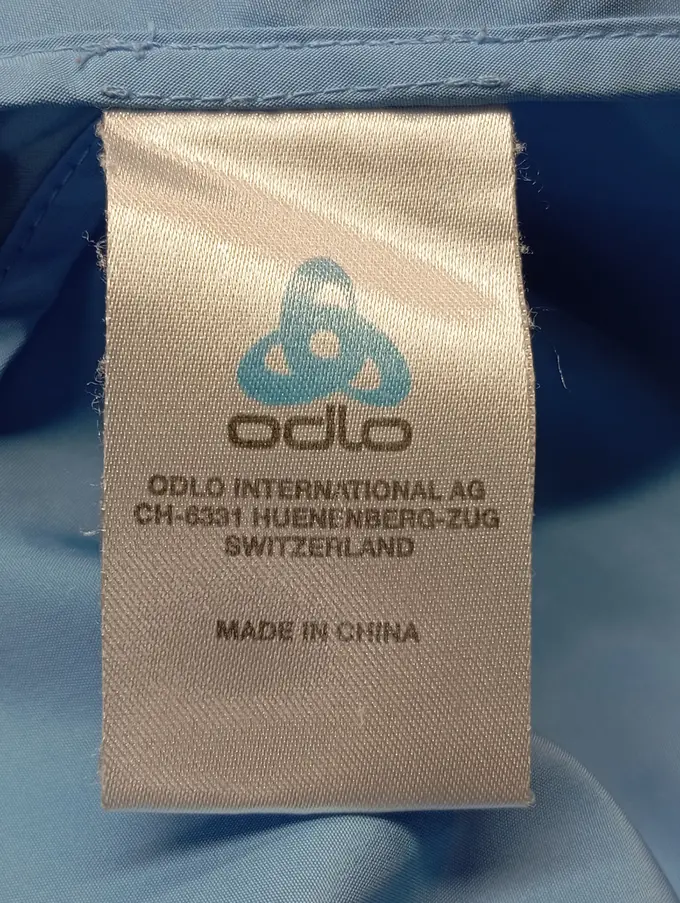 odlo
ODLO INTERNATIONAL AG
CH-6331 HUENENBERG-ZUG
SWITZERLAND
MADE IN CHINA